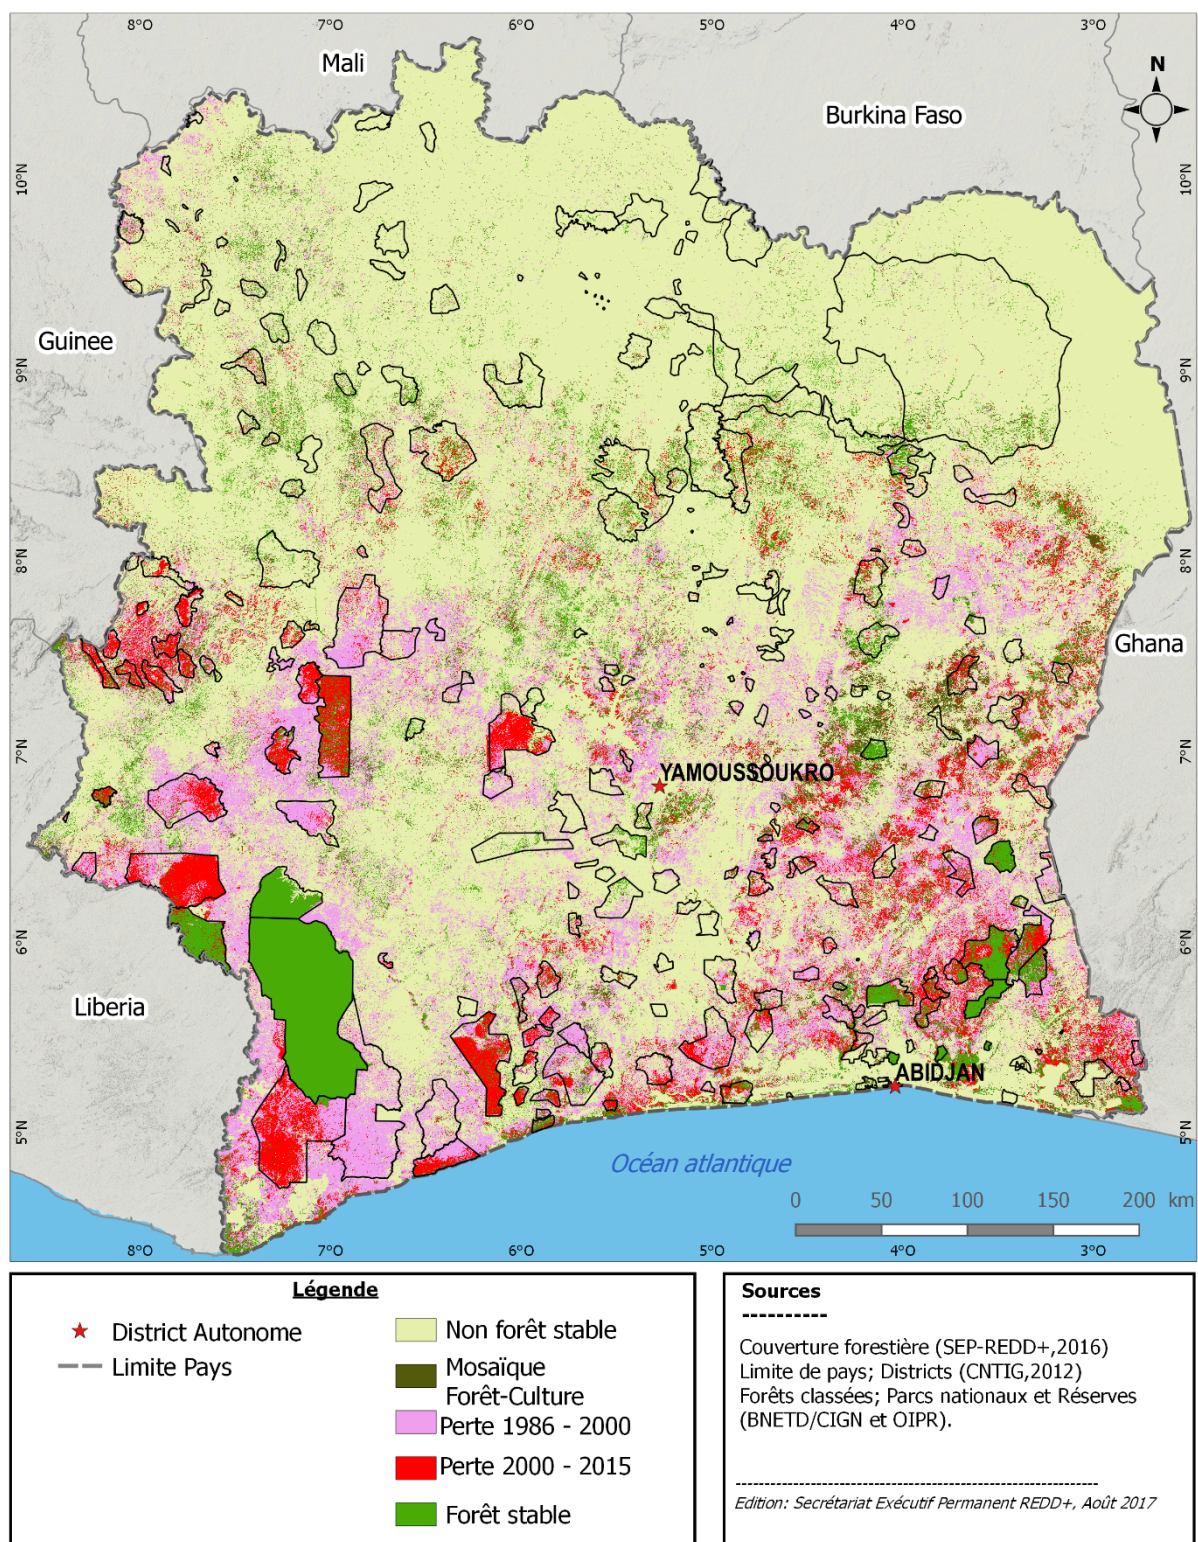 8°O 7°O 6°O 5°O 4°O 3°O
Mali
N
Burkina Faso
10°N 10°N
Guinee
9°N 9°N
8°N 8°N
Ghana
7°N 7°N
YAMOUSSOUKRO
6°N 6°N
Liberia
ABIDJAN
5°N 5°N
Océan atlantique
0 50 100 150 200 km
8°O 7°O 6°O 5°O 4°O 3°O
Légende
District Autonome
Limite Pays
Non forêt stable
Mosaïque
Forêt-Culture
Perte 1986 - 2000
Perte 2000 - 2015
Forêt stable
Sources
----------
Couverture forestière (SEP-REDD+,2016)
Limite de pays; Districts (CNTIG,2012)
Forêts classées; Parcs nationaux et Réserves
(BNETD/CIGN et OIPR).
Edition: Secrétariat Exécutif Permanent REDD+, Août 2017